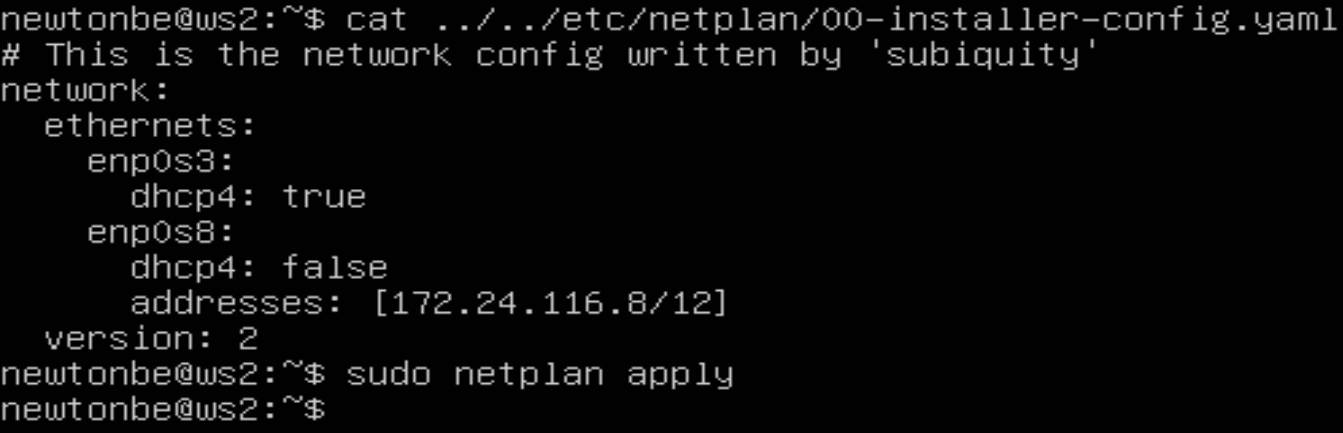 newtonbe@ws2:~$ cat ../../etc/netplan/00-installer-config.yaml
# This is the network config written by 'subiquity'
network:
  ethernets:
    enp0s3:
      dhcp4: true
    enp0s8:
      dhcp4: false
      addresses: [172.24.116.8/12]
  version: 2
newtonbe@ws2:~$ sudo netplan apply
newtonbe@ws2:~$